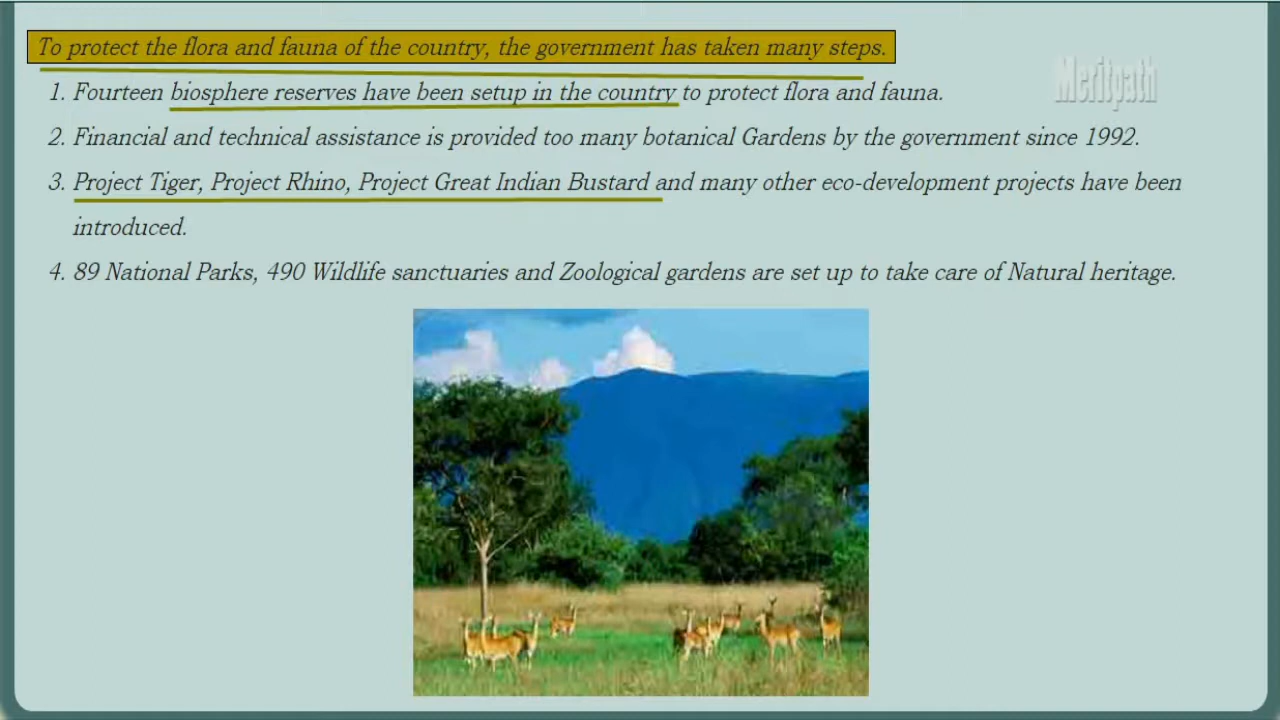 To protect the flora and fauna of the country, the government has taken many steps.
Meritpath
1. Fourteen biosphere reserves have been setup in the country to protect flora and fauna.
2. Financial and technical assistance is provided too many botanical Gardens by the government since 1992.
3. Project Tiger, Project Rhino, Project Great Indian Bustard and many other eco-development projects have been
introduced.
4. 89 National Parks, 490 Wildlife sanctuaries and Zoological gardens are set up to take care of Natural heritage.